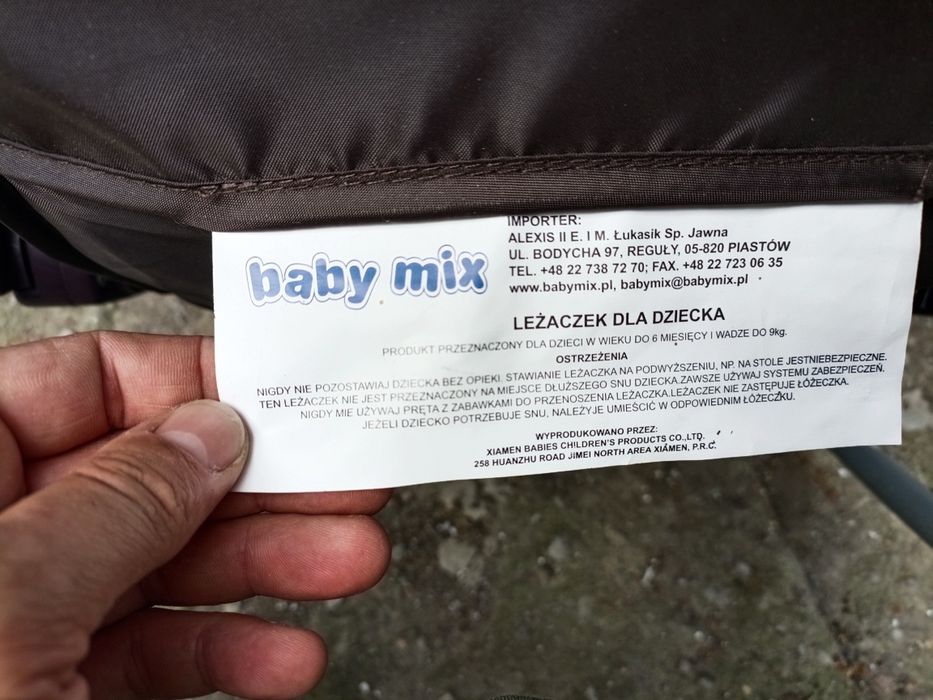 baby mix
IMPORTER:
ALEXIS II E. I M. Łukasik Sp. Jawna
UL. BODYCHA 97, REGUŁY, 05-820 PIASTÓW
TEL. +48 22 738 72 70; FAX. +48 22 723 06 35
www.babymix.pl, babymix@babymix.pl
LEŻACZEK DLA DZIECKA
PRODUKT PRZEZNACZONY DLA DZIECI W WIEKU DO 6 MIESIĘCY I WADZE DO 9kg.
OSTRZEŻENIA
NIGDY NIE POZOSTAWIAJ DZIECKA BEZ OPIEKI. STAWIANIE LEŻACZKA NA PODWYŻSZENIU, NP. NA STOLE JESTNIEBEZPIECZNE.
TEN LEŻACZEK NIE JEST PRZEZNACZONY NA MIEJSCE DŁUŻSZEGO SNU DZIECKA.ZAWSZE UŻYWAJ SYSTEMU ZABEZPIECZEŃ.
NIGDY MIE UŻYWAJ PRĘTA Z ZABAWKAMI DO PRZENOSZENIA LEŻACZKA.LEŻACZEK NIE ZASTĘPUJE ŁÓŻECZKA.
JEŻELI DZIECKO POTRZEBUJE SNU, NALEŻYJE UMIEŚCIĆ W ODPOWIEDNIM ŁÓŻECZKU.
WYPRODUKOWANO PRZEZ:
XIAMEN BABIES CHILDREN'S PRODUCTS CO.,LTD.
258 HUANZHU ROAD JIMEI NORTH AREA XIAMEN, P.R.C.